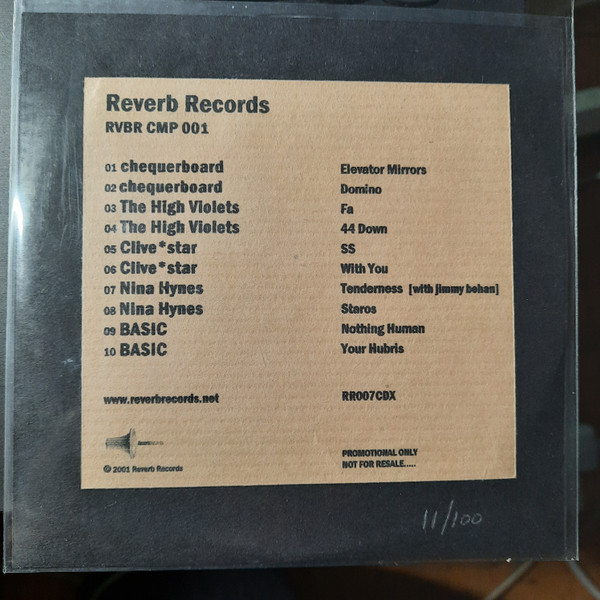 Reverb Records
RVBR CMP 001
01 chequerboard Elevator Mirrors
02 chequerboard Domino
03 The High Violets Fa
04 The High Violets 44 Down
05 Clive*star SS
06 Clive*star With You
07 Nina Hynes Tenderness [with jimmy behan]
08 Nina Hynes Staros
09 BASIC Nothing Human
10 BASIC Your Hubris
www.reverbrecords.net RR007CDX
℗ 2001 Reverb Records
PROMOTIONAL ONLY
NOT FOR RESALE.....
11/100